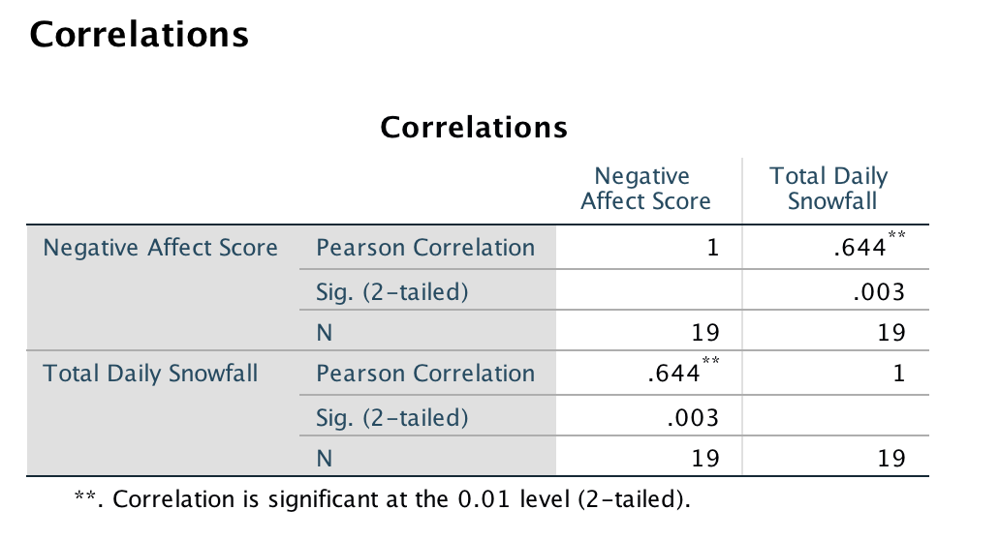 Correlations
Correlations
Negative Affect Score Total Daily Snowfall
Negative Affect Score Pearson Correlation 1 .644**
Sig. (2-tailed) .003
N 19 19
Total Daily Snowfall Pearson Correlation .644** 1
Sig. (2-tailed) .003
N 19 19
**. Correlation is significant at the 0.01 level (2-tailed).